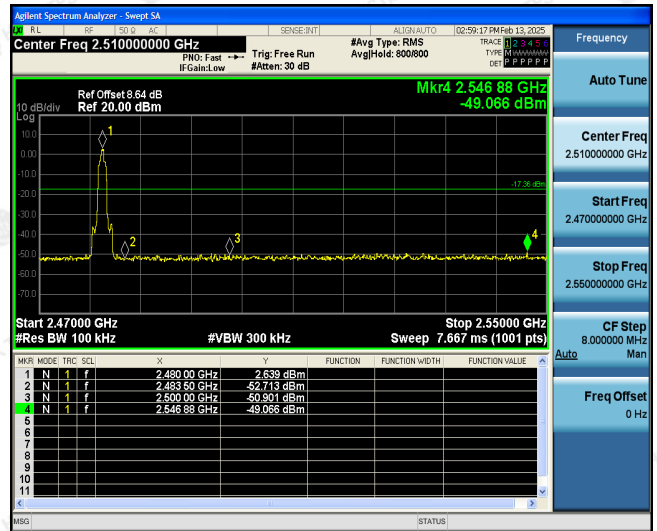 Agilent Spectrum Analyzer - Swept SA
LXI RL RF 50 Ω AC SENSE:INT ALIGN AUTO 02:59:17 PM Feb 13, 2025
Center Freq 2.510000000 GHz
PNO: Fast
IFGain:Low
Trig: Free Run
#Atten: 30 dB
#Avg Type: RMS
Avg|Hold: 800/800
TRACE 1 2 3 4 5 6
TYPE M W W W W W
DET P P P P P P
Mkr4 2.546 88 GHz
-49.066 dBm
Ref Offset 8.64 dB
10 dB/div Ref 20.00 dBm
Log
10.0
0.00
-10.0
-20.0
-30.0
-40.0
-50.0
-60.0
-70.0
1
2
3
4
-17.36 dBm
Start 2.47000 GHz Stop 2.55000 GHz
#Res BW 100 kHz #VBW 300 kHz Sweep 7.667 ms (1001 pts)
MKR MODE TRC SCL X Y FUNCTION FUNCTION WIDTH FUNCTION VALUE
1 N 1 f 2.480 00 GHz 2.639 dBm
2 N 1 f 2.483 50 GHz -52.713 dBm
3 N 1 f 2.500 00 GHz -50.901 dBm
4 N 1 f 2.546 88 GHz -49.066 dBm
5
6
7
8
9
10
11
MSG STATUS
Frequency
Auto Tune
Center Freq
2.510000000 GHz
Start Freq
2.470000000 GHz
Stop Freq
2.550000000 GHz
CF Step
8.000000 MHz
Auto Man
Freq Offset
0 Hz